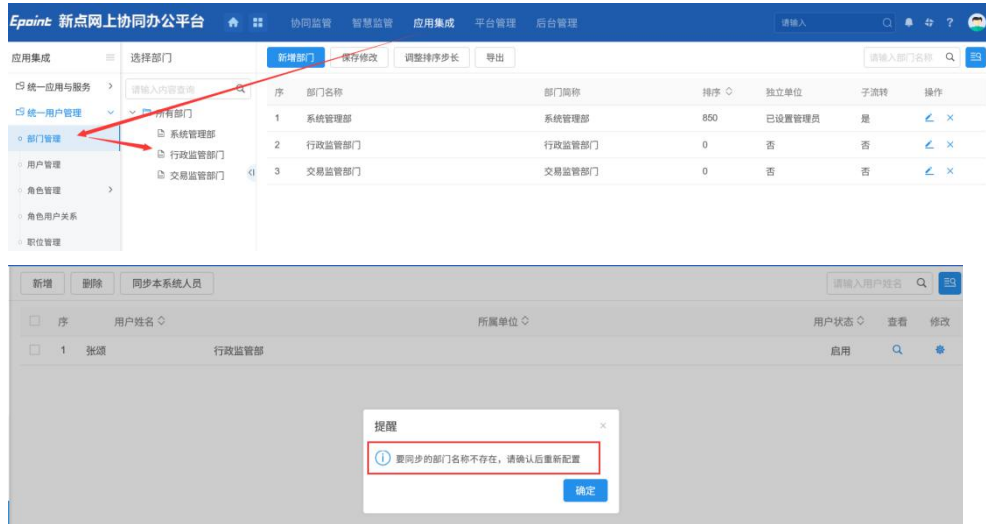 Epoint 新点网上协同办公平台 协同监管 智慧监管 应用集成 平台管理 后台管理 请输入
应用集成 选择部门 新增部门 保存修改 调整排序步长 导出 请输入部门名称
统一应用与服务 请输入内容查询 序 部门名称 部门简称 排序 独立单位 子流转 操作
统一用户管理 所有部门 1 系统管理部 系统管理部 850 已设置管理员 是
部门管理 系统管理部 2 行政监管部门 行政监管部门 0 否 否
用户管理 行政监管部门 3 交易监管部门 交易监管部门 0 否 否
角色管理 交易监管部门
角色用户关系
职位管理
新增 删除 同步本系统人员 请输入用户姓名
序 用户姓名 所属单位 用户状态 查看 修改
1 张颂 行政监管部 启用
提醒
要同步的部门名称不存在，请确认后重新配置
确定